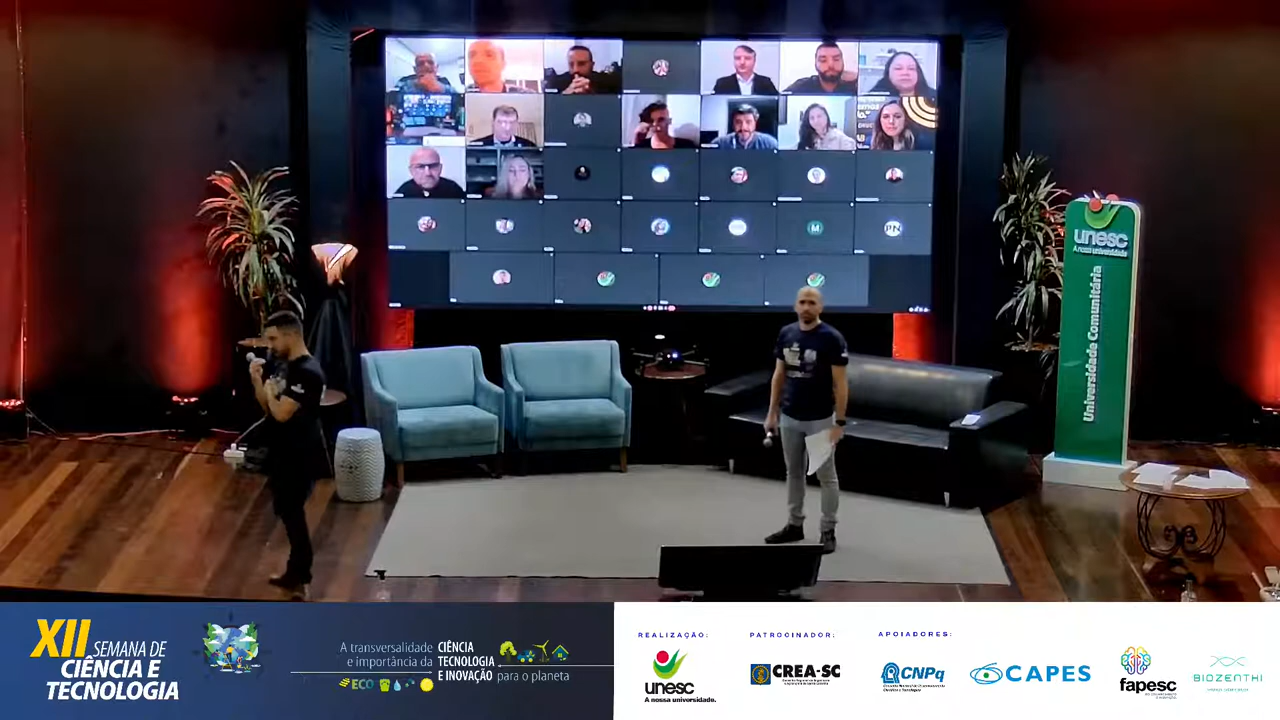 M
PN
unesc
A nossa universidade
Universidade Comunitária
XII SEMANA DE
CIÊNCIA E
TECNOLOGIA
A transversalidade
e importância da
CIÊNCIA
TECNOLOGIA
E INOVAÇÃO
para o planeta
ECO
REALIZAÇÃO:
unesc
A nossa universidade.
PATROCINADOR:
CREA-SC
APOIADORES:
CNPq
CAPES
fapesc
BIOZENTHI